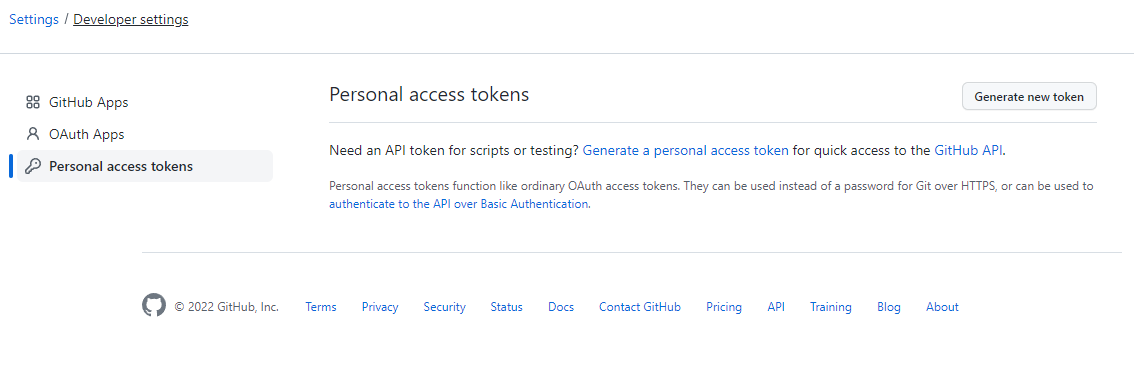 Settings / Developer settings
GitHub Apps
OAuth Apps
Personal access tokens
Personal access tokens
Generate new token
Need an API token for scripts or testing? Generate a personal access token for quick access to the GitHub API.
Personal access tokens function like ordinary OAuth access tokens. They can be used instead of a password for Git over HTTPS, or can be used to
authenticate to the API over Basic Authentication.
© 2022 GitHub, Inc. Terms Privacy Security Status Docs Contact GitHub Pricing API Training Blog About